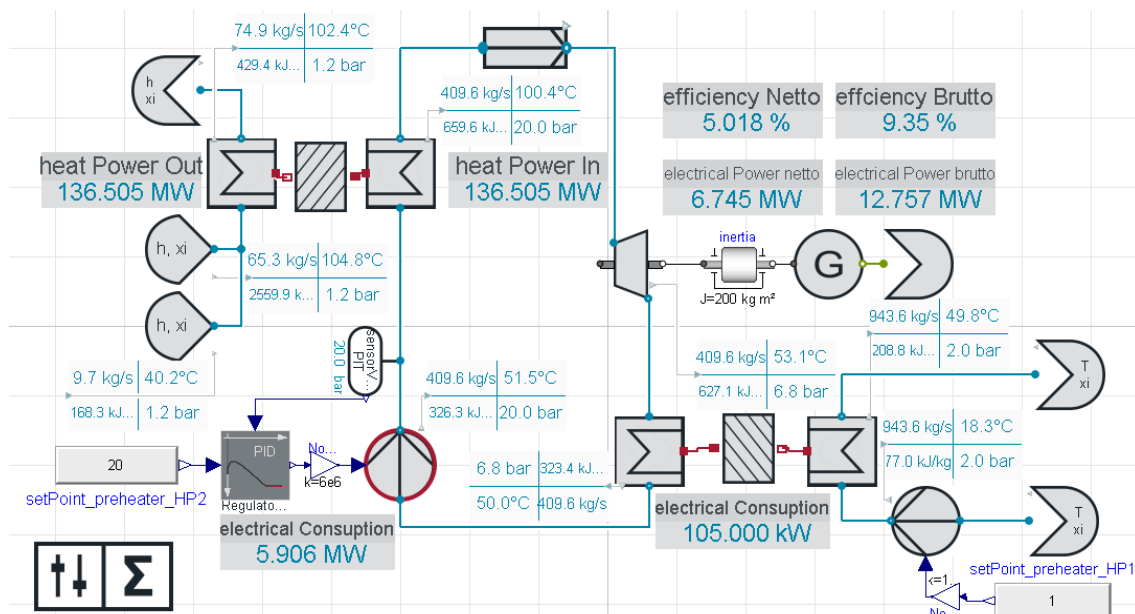 74.9 kg/s 102.4°C
429.4 kJ... 1.2 bar
h
xi
409.6 kg/s 100.4°C
659.6 kJ... 20.0 bar
efficiency Netto
5.018 %
effciency Brutto
9.35 %
heat Power Out
136.505 MW
heat Power In
136.505 MW
electrical Power netto
6.745 MW
electrical Power brutto
12.757 MW
h, xi
65.3 kg/s 104.8°C
2559.9 k... 1.2 bar
inertia
G
J=200 kg m²
h, xi
sensorV...
PIT
20.0 bar
943.6 kg/s 49.8°C
208.8 kJ... 2.0 bar
9.7 kg/s 40.2°C
168.3 kJ... 1.2 bar
409.6 kg/s 51.5°C
326.3 kJ... 20.0 bar
409.6 kg/s 53.1°C
627.1 kJ... 6.8 bar
T
xi
20
setPoint_preheater_HP2
PID
Regulato...
No...
k=6e6
6.8 bar 323.4 kJ...
50.0°C 409.6 kg/s
943.6 kg/s 18.3°C
77.0 kJ/kg 2.0 bar
electrical Consuption
5.906 MW
electrical Consuption
105.000 kW
T
xi
Σ
setPoint_preheater_HP1
1